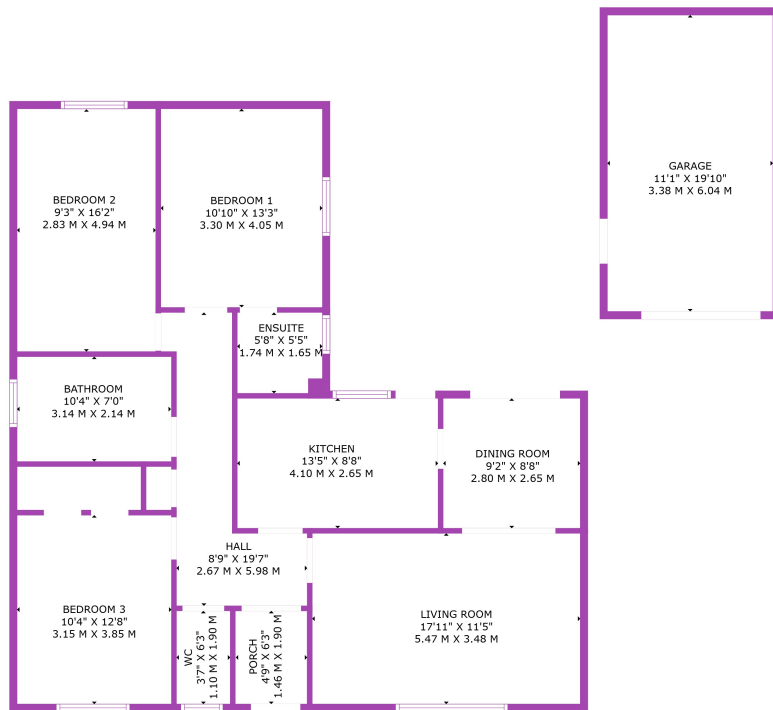 GARAGE
11'1" X 19'10"
3.38 M X 6.04 M
BEDROOM 2
9'3" X 16'2"
2.83 M X 4.94 M
BEDROOM 1
10'10" X 13'3"
3.30 M X 4.05 M
ENSUITE
5'8" X 5'5"
1.74 M X 1.65 M
BATHROOM
10'4" X 7'0"
3.14 M X 2.14 M
KITCHEN
13'5" X 8'8"
4.10 M X 2.65 M
DINING ROOM
9'2" X 8'8"
2.80 M X 2.65 M
HALL
8'9" X 19'7"
2.67 M X 5.98 M
BEDROOM 3
10'4" X 12'8"
3.15 M X 3.85 M
WC
3'7" X 6'3"
1.10 M X 1.90 M
PORCH
4'9" X 6'3"
1.46 M X 1.90 M
LIVING ROOM
17'11" X 11'5"
5.47 M X 3.48 M